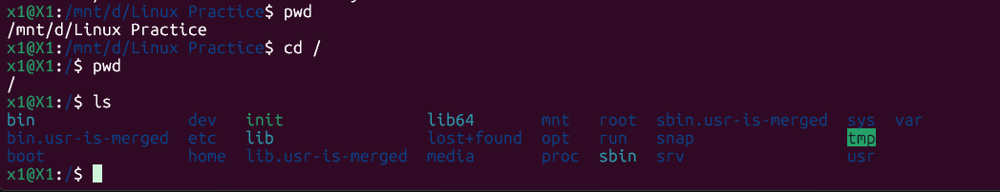 x1@X1:/mnt/d/Linux Practice$ pwd
/mnt/d/Linux Practice
x1@X1:/mnt/d/Linux Practice$ cd /
x1@X1:/$ pwd
/
x1@X1:/$ ls
bin dev init lib64 mnt root sbin.usr-is-merged sys var
bin.usr-is-merged etc lib lost+found opt run snap tmp
boot home lib.usr-is-merged media proc sbin srv usr
x1@X1:/$